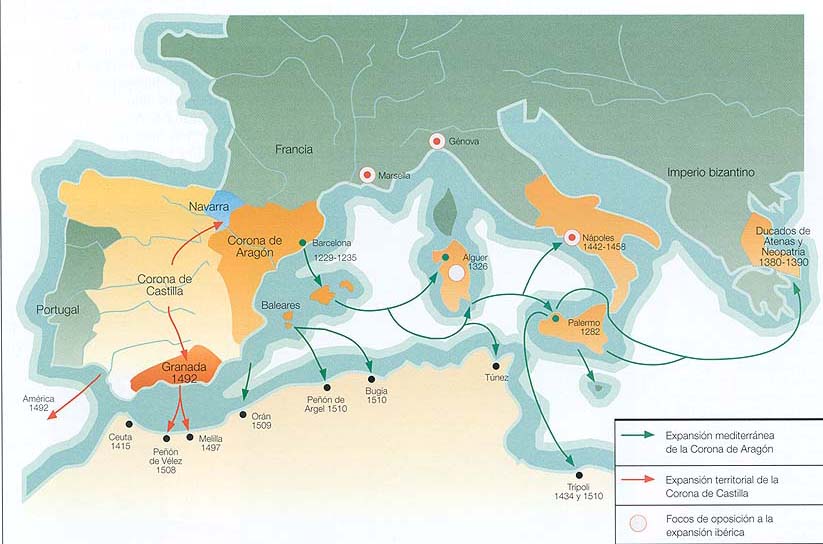 Génova
Francia
Marsella
Imperio bizantino
Navarra
Corona de
Aragón
Barcelona
1229-1235
Nápoles
1442-1458
Ducados de
Atenas y
Neopatria
1380-1390
Alguer
1326
Corona de
Castilla
Portugal
Baleares
Palermo
1282
Granada
1492
América
1492
Túnez
Peñón de
Argel 1510
Bugía
1510
Orán
1509
Ceuta
1415
Melilla
1497
Peñón
de Vélez
1508
Trípoli
1434 y 1510
Expansión mediterránea
de la Corona de Aragón
Expansión territorial de la
Corona de Castilla
Focos de oposición a la
expansión ibérica